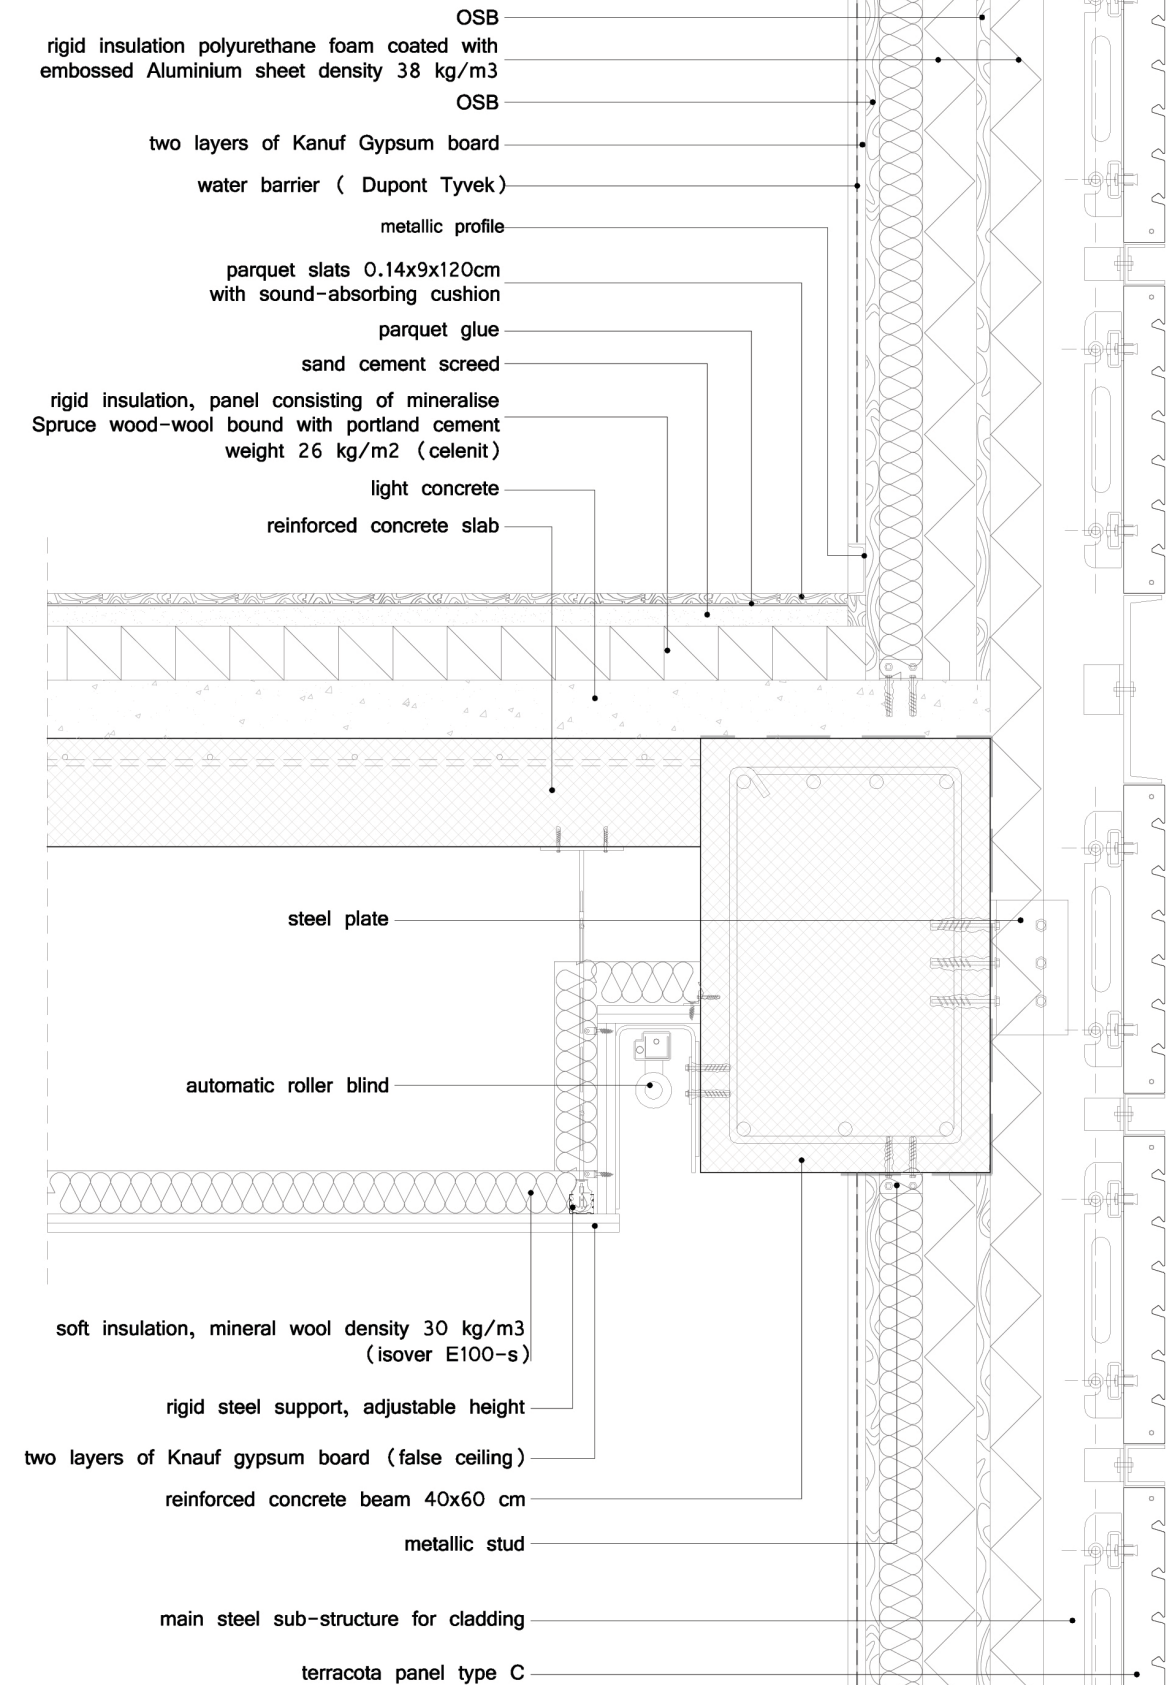 OSB
rigid insulation polyurethane foam coated with
embossed Aluminium sheet density 38 kg/m3
OSB
two layers of Kanuf Gypsum board
water barrier ( Dupont Tyvek)
metallic profile
parquet slats 0.14x9x120cm
with sound-absorbing cushion
parquet glue
sand cement screed
rigid insulation, panel consisting of mineralise
Spruce wood-wool bound with portland cement
weight 26 kg/m2 (celenit)
light concrete
reinforced concrete slab
steel plate
automatic roller blind
soft insulation, mineral wool density 30 kg/m3
(isover E100-s)
rigid steel support, adjustable height
two layers of Knauf gypsum board (false ceiling)
reinforced concrete beam 40x60 cm
metallic stud
main steel sub-structure for cladding
terracota panel type C